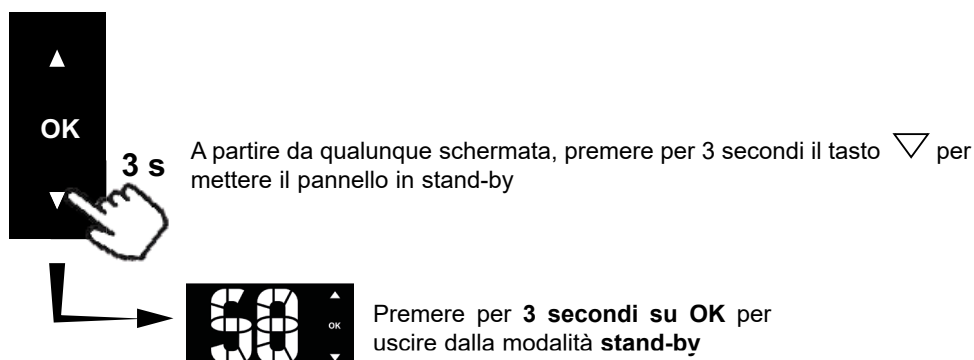 OK
3 s
A partire da qualunque schermata, premere per 3 secondi il tasto ▽ per
mettere il pannello in stand-by
OK
Premere per 3 secondi su OK per
uscire dalla modalità stand-by